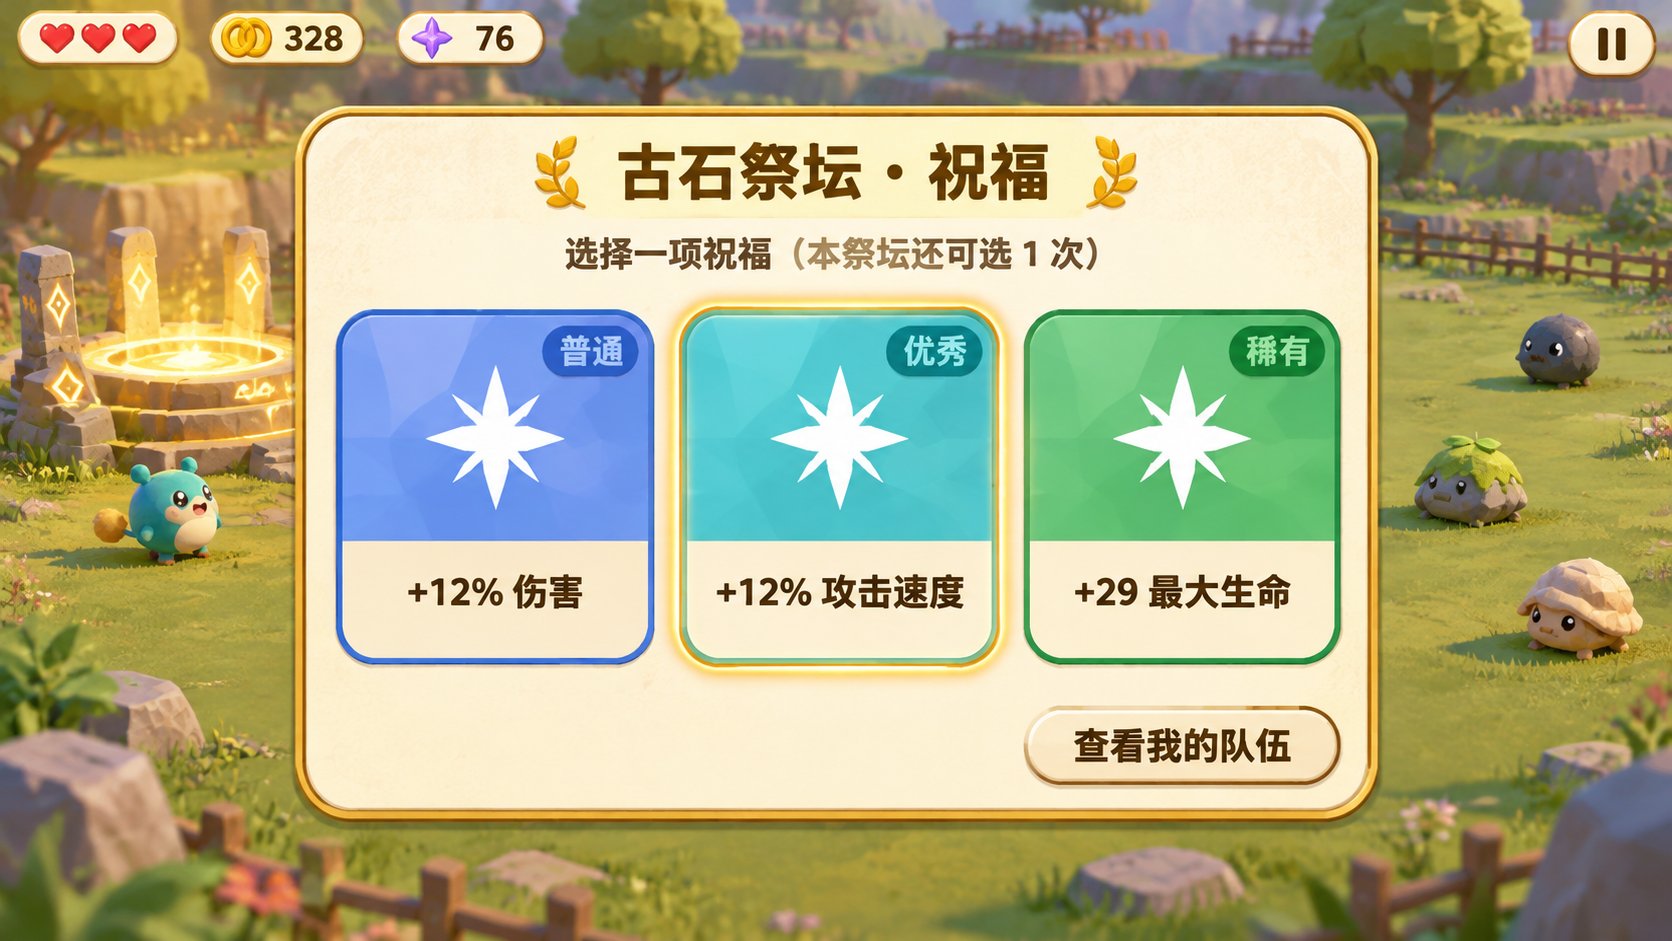 328
76
古石祭坛·祝福
选择一项祝福（本祭坛还可选 1 次）
普通
优秀
稀有
+12% 伤害
+12% 攻击速度
+29 最大生命
查看我的队伍